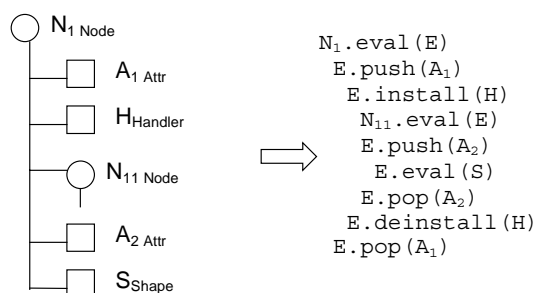 N1 Node
A1 Attr
HHandler
N11 Node
A2 Attr
SShape
N1.eval(E)
E.push(A1)
E.install(H)
N11.eval(E)
E.push(A2)
E.eval(S)
E.pop(A2)
E.deinstall(H)
E.pop(A1)